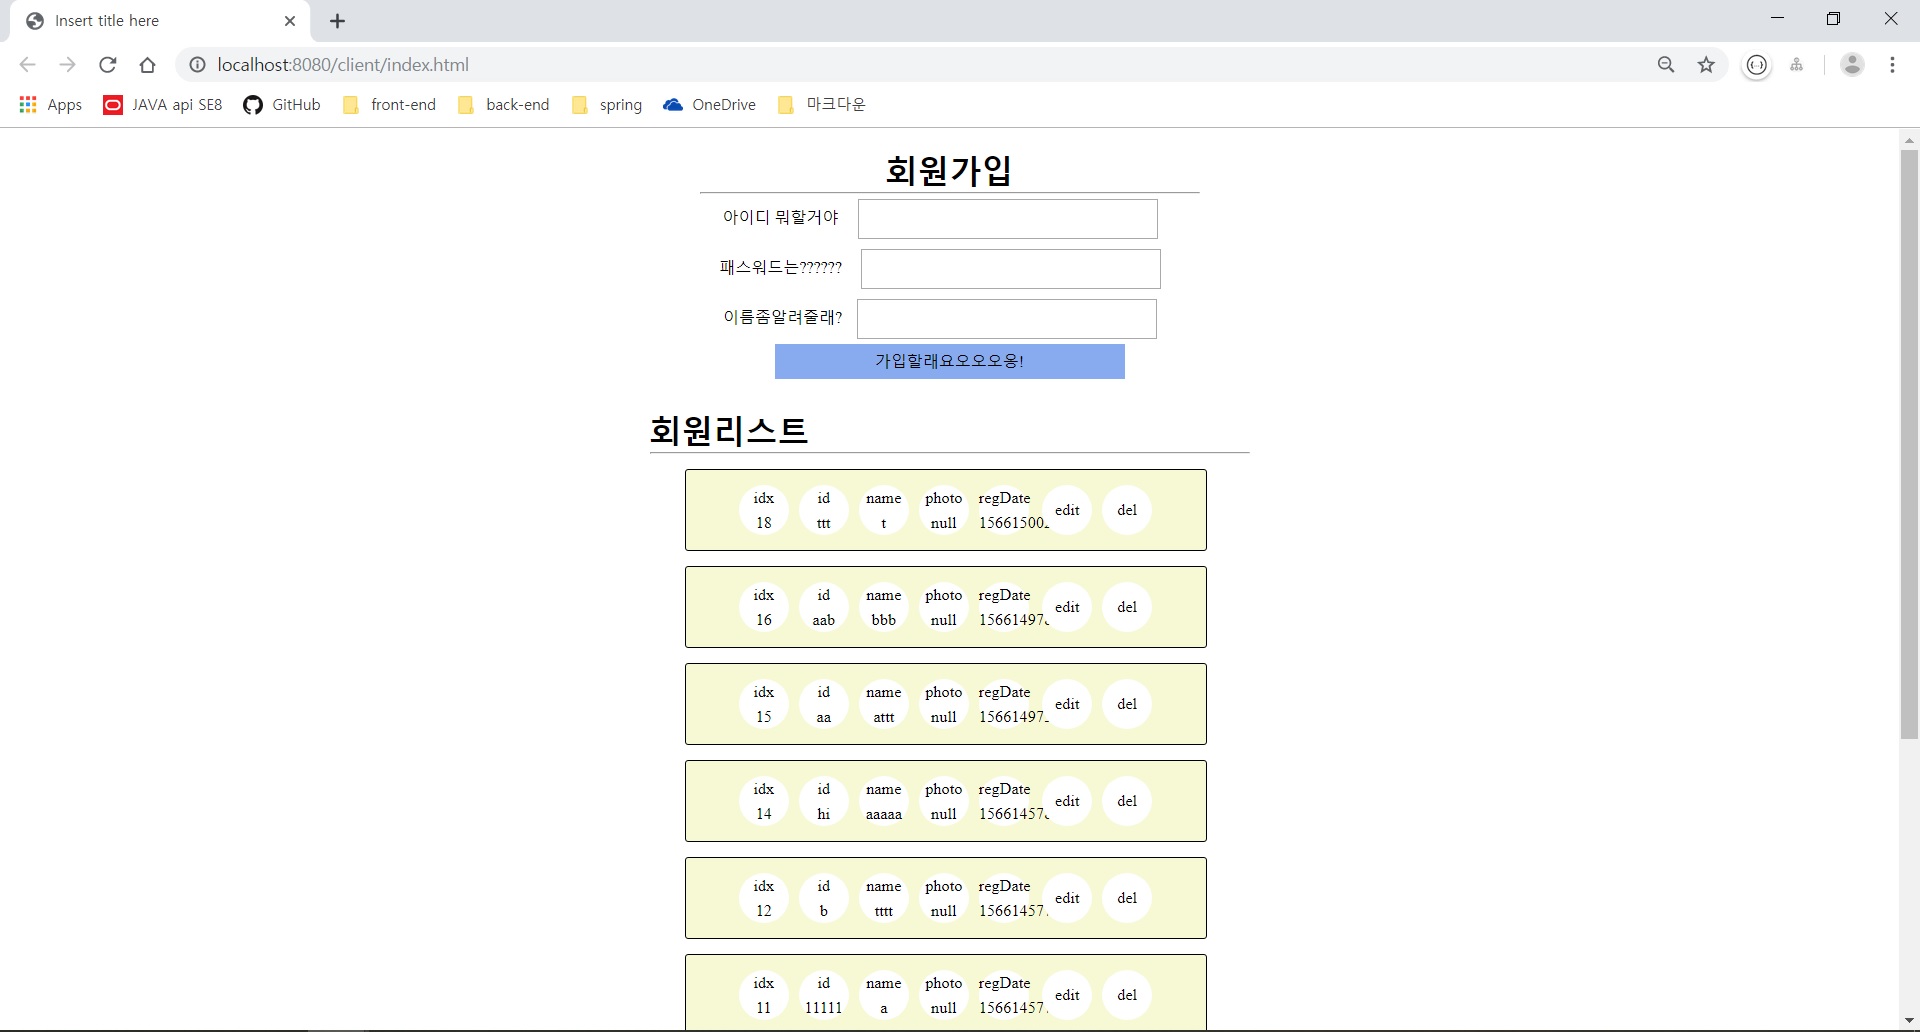 Insert title here
localhost:8080/client/index.html
Apps JAVA api SE8 GitHub front-end back-end spring OneDrive 마크다운
회원가입
아이디 뭐할거야
패스워드는??????
이름좀알려줄래?
가입할래요오오오옹!
회원리스트
idx id name photo regDate edit del
18 ttt t null 15661500
idx id name photo regDate edit del
16 aab bbb null 15661497
idx id name photo regDate edit del
15 aa attt null 15661497
idx id name photo regDate edit del
14 hi aaaaa null 15661457
idx id name photo regDate edit del
12 b tttt null 15661457
idx id name photo regDate edit del
11 11111 a null 15661457